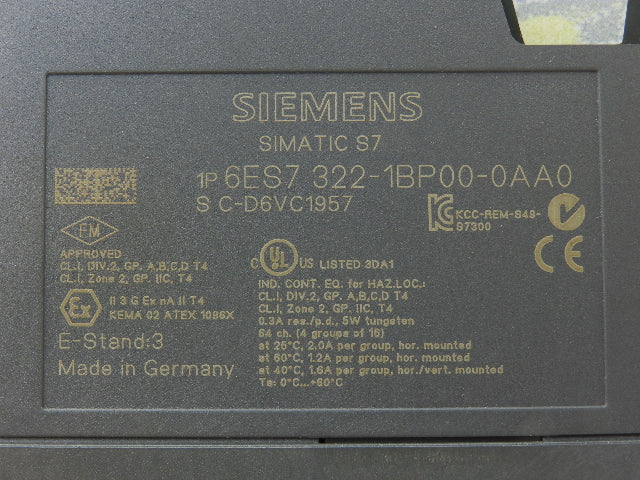 SIEMENS
SIMATIC S7
1P 6ES7 322-1BP00-0AA0
S C-D6VC1957
KCC-REM-S49-
S7300
FM
APPROVED
CL.I, DIV.2, GP. A,B,C,D T4
CL.I, Zone 2, GP. IIC, T4
Ex
II 3 G Ex nA II T4
KEMA 02 ATEX 1096X
E-Stand:3
Made in Germany
C UL US LISTED 3DA1
IND. CONT. EQ. for HAZ.LOC.:
CL.I, DIV.2, GP. A,B,C,D T4
CL.I, Zone 2, GP. IIC, T4
0.3A res./p.d., 5W tungsten
64 ch. (4 groups of 16)
at 25°C, 2.0A per group, hor. mounted
at 60°C, 1.2A per group, hor. mounted
at 40°C, 1.6A per group, hor./vert. mounted
Ta: 0°C...+60°C
CE